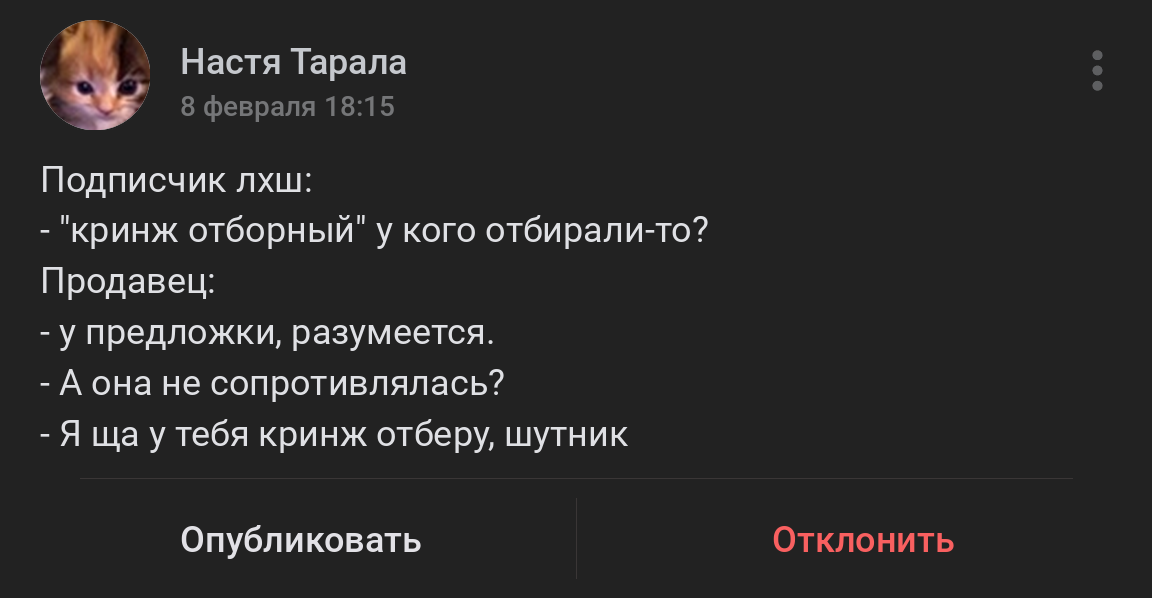 Настя Тарала
8 февраля 18:15
Подписчик лхш:
- "кринж отборный" у кого отбирали-то?
Продавец:
- у предложки, разумеется.
- А она не сопротивлялась?
- Я ща у тебя кринж отберу, шутник
Опубликовать
Отклонить